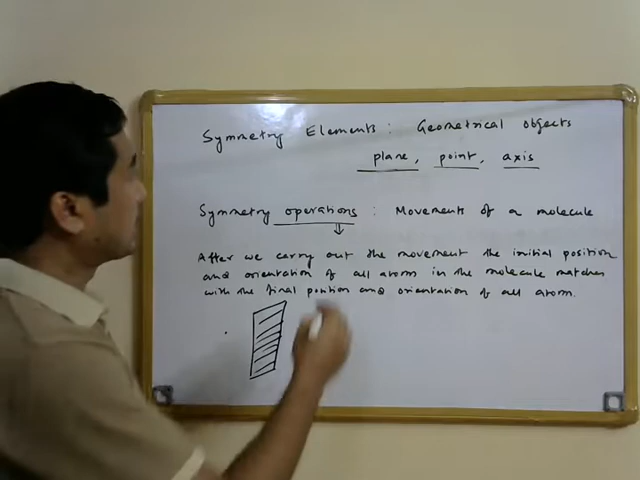 Symmetry Elements : Geometrical objects
plane, point, axis
Symmetry operations : Movements of a molecule
After we carry out the movement the initial position
and orientation of all atoms in the molecule matches
with the final position and orientation of all atoms.